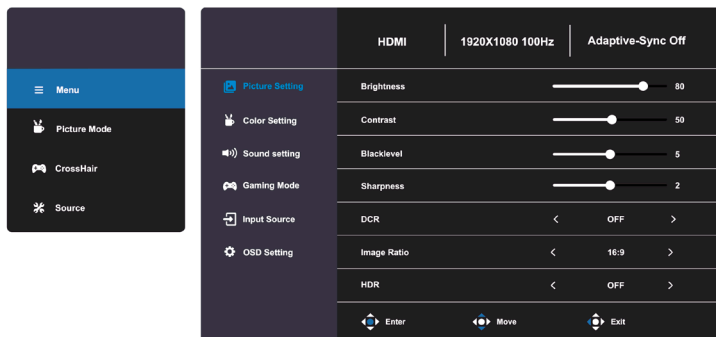 Menu
Picture Mode
CrossHair
Source
HDMI 1920X1080 100Hz Adaptive-Sync Off
Picture Setting
Color Setting
Sound setting
Gaming Mode
Input Source
OSD Setting
Brightness 80
Contrast 50
Blacklevel 5
Sharpness 2
DCR < OFF >
Image Ratio < 16:9 >
HDR < OFF >
Enter Move Exit